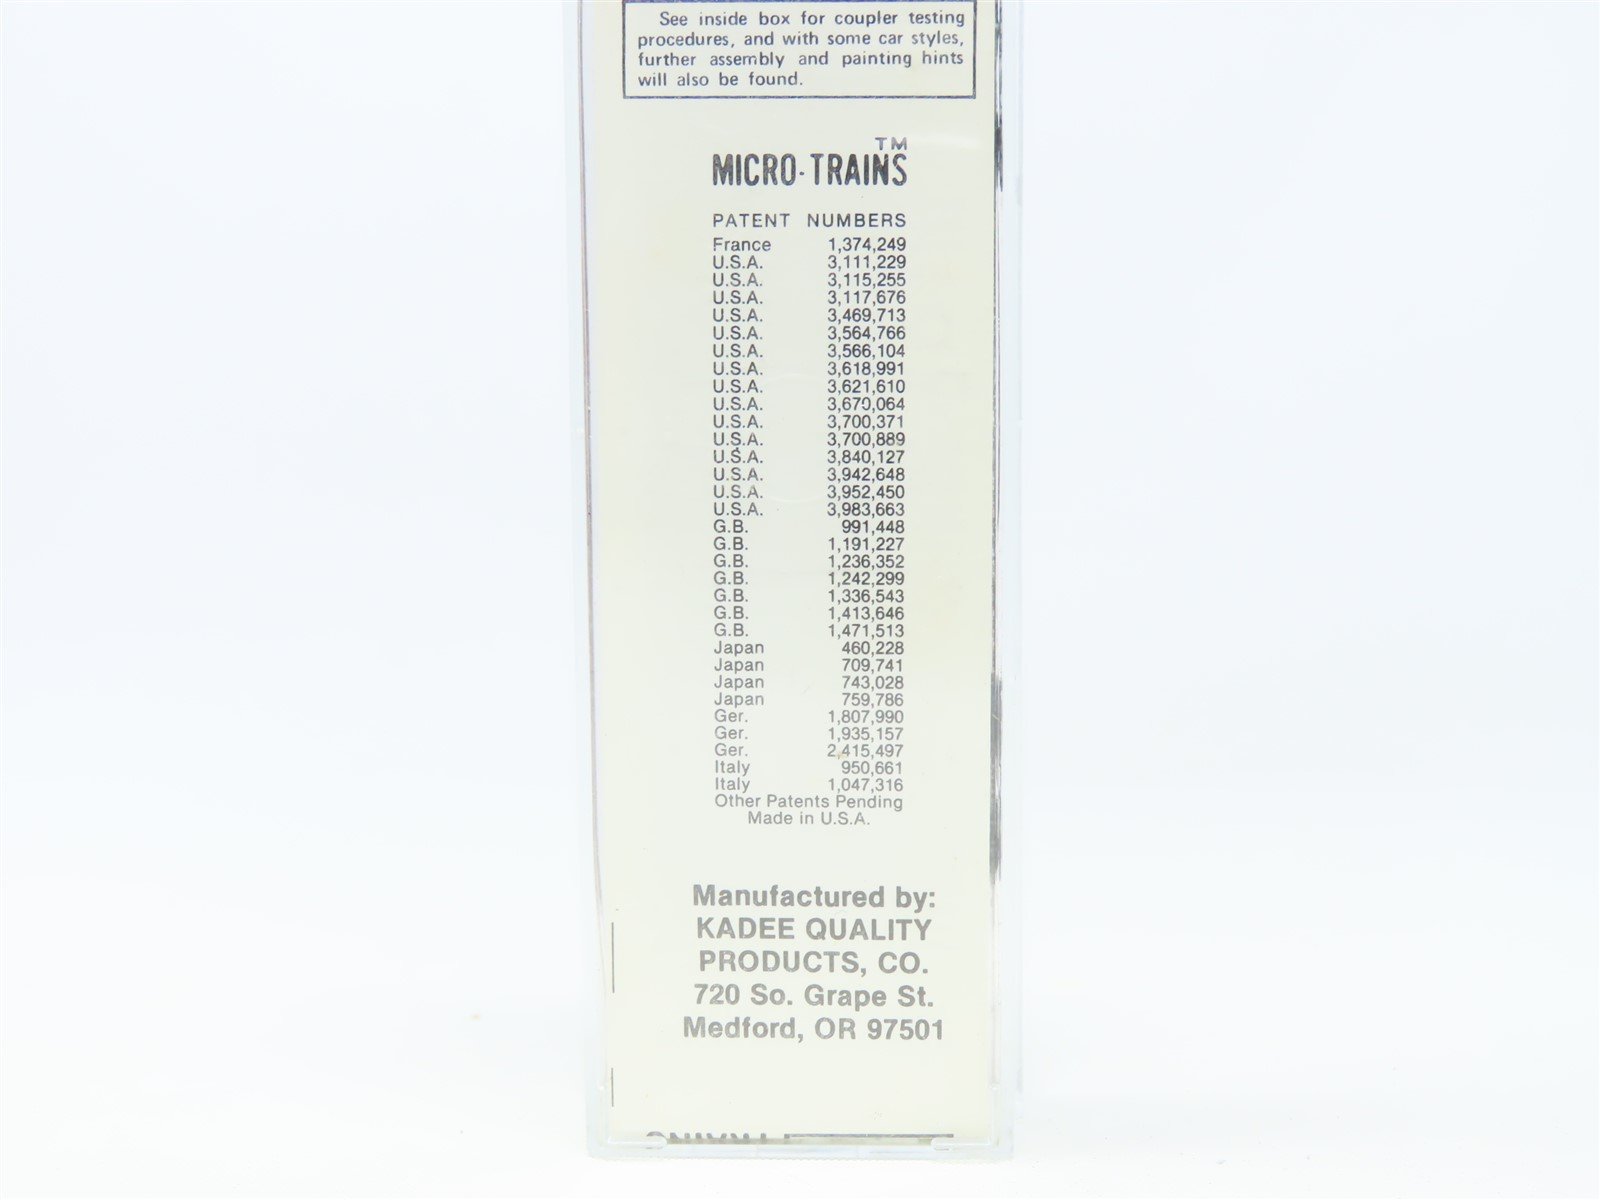 See inside box for coupler testing
procedures, and with some car styles,
further assembly and painting hints
will also be found.
MICRO-TRAINS™
PATENT NUMBERS
France 1,374,249
U.S.A. 3,111,229
U.S.A. 3,115,255
U.S.A. 3,117,676
U.S.A. 3,469,713
U.S.A. 3,564,766
U.S.A. 3,566,104
U.S.A. 3,618,991
U.S.A. 3,621,610
U.S.A. 3,670,064
U.S.A. 3,700,371
U.S.A. 3,700,889
U.S.A. 3,840,127
U.S.A. 3,942,648
U.S.A. 3,952,450
U.S.A. 3,983,663
G.B. 991,448
G.B. 1,191,227
G.B. 1,236,352
G.B. 1,242,299
G.B. 1,336,543
G.B. 1,413,646
G.B. 1,471,513
Japan 460,228
Japan 709,741
Japan 743,028
Japan 759,786
Ger. 1,807,990
Ger. 1,935,157
Ger. 2,415,497
Italy 950,661
Italy 1,047,316
Other Patents Pending
Made in U.S.A.
Manufactured by:
KADEE QUALITY
PRODUCTS, CO.
720 So. Grape St.
Medford, OR 97501